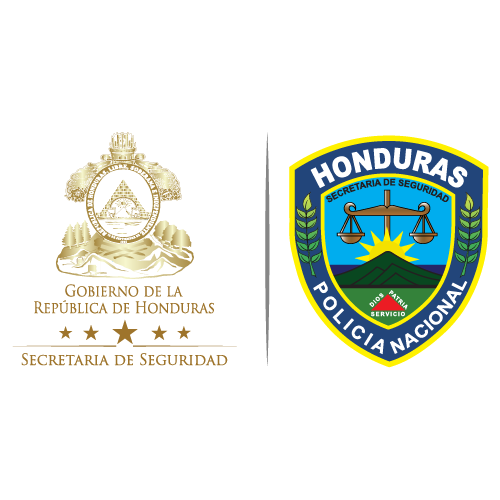 GOBIERNO DE LA
REPÚBLICA DE HONDURAS
SECRETARIA DE SEGURIDAD
HONDURAS
SECRETARIA DE SEGURIDAD
DIOS PATRIA
SERVICIO
POLICIA NACIONAL